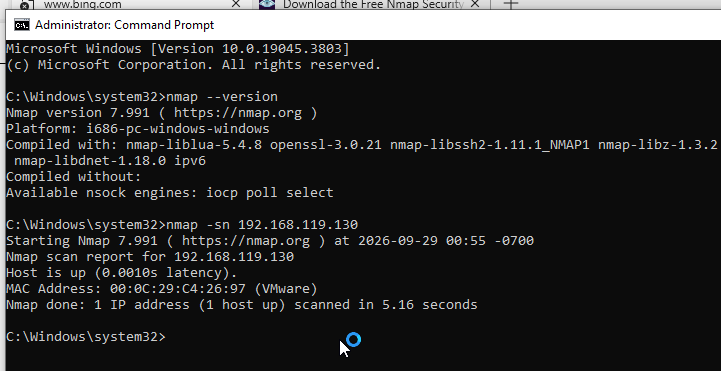 www.bing.com
Download the Free Nmap Security
Administrator: Command Prompt
Microsoft Windows [Version 10.0.19045.3803]
(c) Microsoft Corporation. All rights reserved.
C:\Windows\system32>nmap --version
Nmap version 7.991 ( https://nmap.org )
Platform: i686-pc-windows-windows
Compiled with: nmap-liblua-5.4.8 openssl-3.0.21 nmap-libssh2-1.11.1_NMAP1 nmap-libz-1.3.2
nmap-libdnet-1.18.0 ipv6
Compiled without:
Available nsock engines: iocp poll select
C:\Windows\system32>nmap -sn 192.168.119.130
Starting Nmap 7.991 ( https://nmap.org ) at 2026-09-29 00:55 -0700
Nmap scan report for 192.168.119.130
Host is up (0.0010s latency).
MAC Address: 00:0C:29:C4:26:97 (VMware)
Nmap done: 1 IP address (1 host up) scanned in 5.16 seconds
C:\Windows\system32>